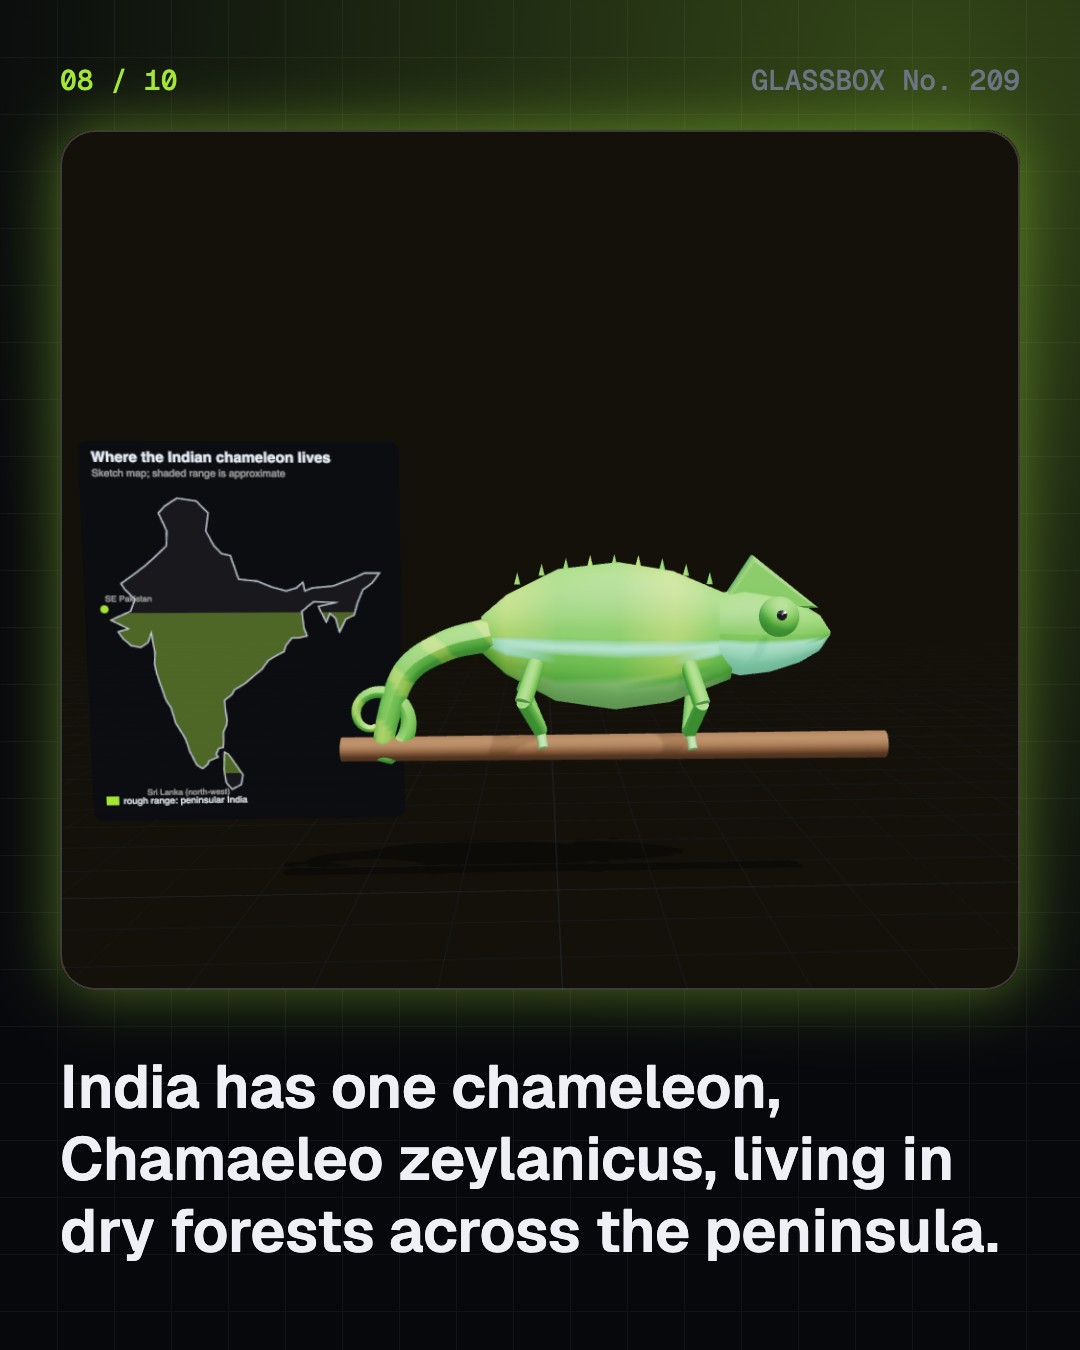 08 / 10
GLASSBOX No. 209
Where the Indian chameleon lives
Sketch map; shaded range is approximate
SE Pakistan
Sri Lanka (north-west)
rough range: peninsular India
India has one chameleon,
Chamaeleo zeylanicus, living in
dry forests across the peninsula.